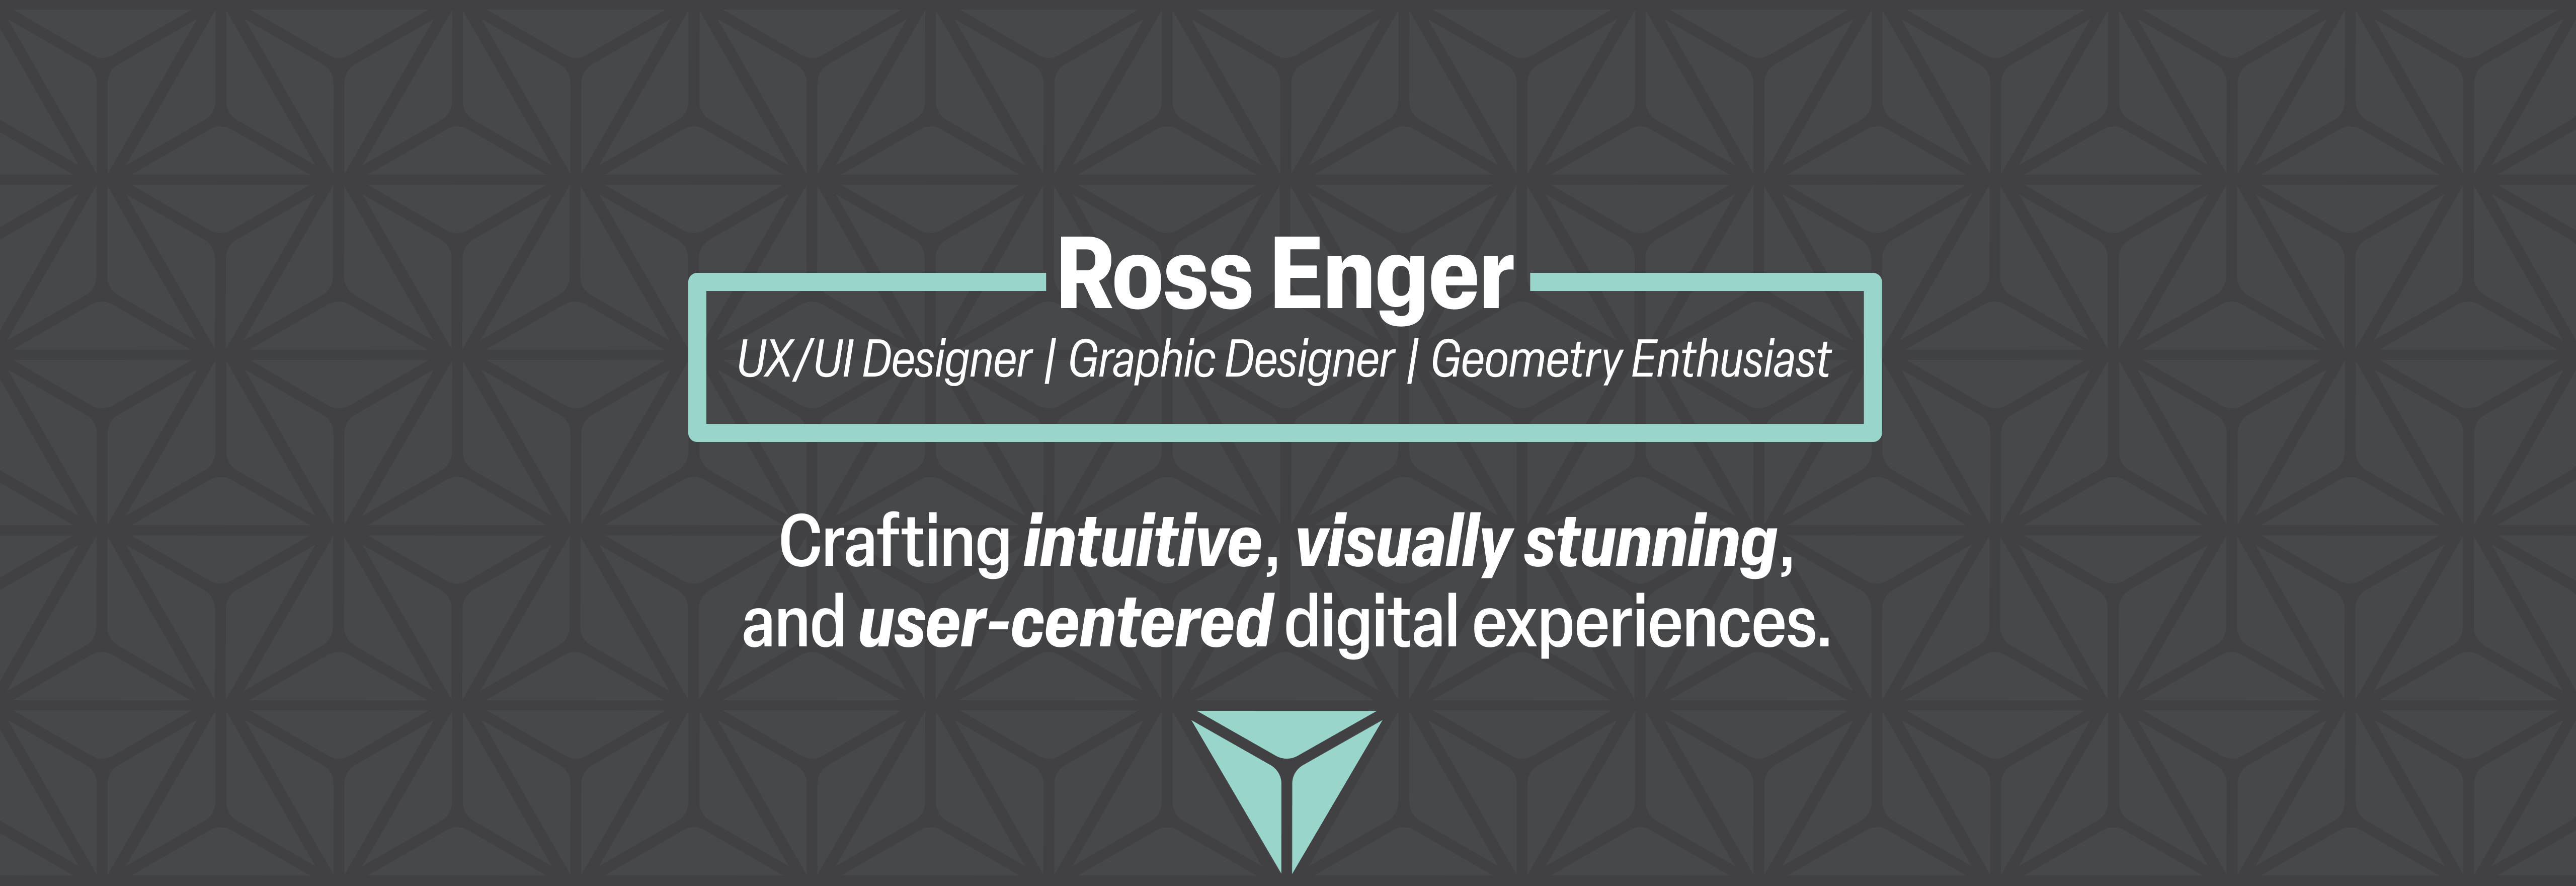 Ross Enger
UX/UI Designer | Graphic Designer | Geometry Enthusiast
Crafting intuitive, visually stunning,
and user-centered digital experiences.